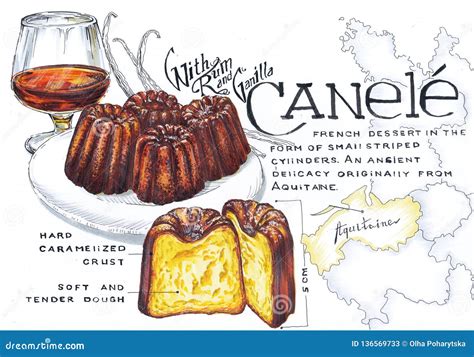 With
Rum
and Vanilla
CANelé
FRENCH DESSERT IN THE
FORM OF SMALL STRIPED
CYLINDERS. AN ANCIENT
DELICACY ORIGINALLY FROM
AQUITAINE.
Aquitaine
HARD
CARAMELIZED
CRUST
SOFT AND
TENDER DOUGH
5 CM
dreamstime.com
ID 136569733 © Olha Poharytska